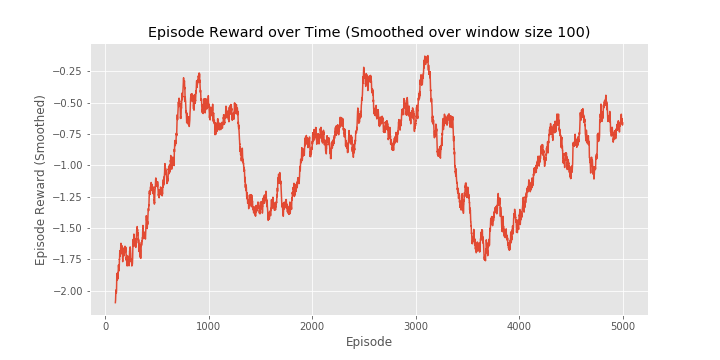 Episode Reward over Time (Smoothed over window size 100)
Episode Reward (Smoothed)
−0.25
−0.50
−0.75
−1.00
−1.25
−1.50
−1.75
−2.00
0 1000 2000 3000 4000 5000
Episode